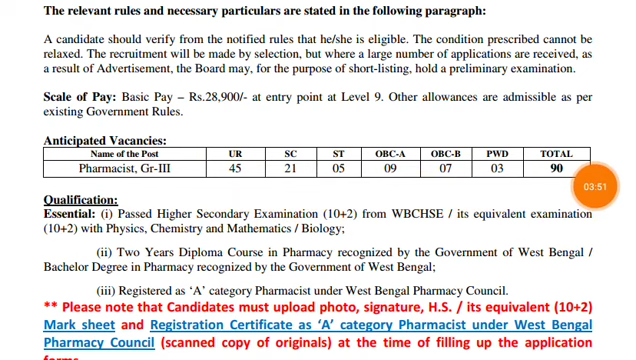 The relevant rules and necessary particulars are stated in the following paragraph:
A candidate should verify from the notified rules that he/she is eligible. The condition prescribed cannot be
relaxed. The recruitment will be made by selection, but where a large number of applications are received, as
a result of Advertisement, the Board may, for the purpose of short-listing, hold a preliminary examination.
Scale of Pay: Basic Pay – Rs.28,900/- at entry point at Level 9. Other allowances are admissible as per
existing Government Rules.
Anticipated Vacancies:
Name of the Post UR SC ST OBC-A OBC-B PWD TOTAL
Pharmacist, Gr-III 45 21 05 09 07 03 90
03:51
Qualification:
Essential: (i) Passed Higher Secondary Examination (10+2) from WBCHSE / its equivalent examination
(10+2) with Physics, Chemistry and Mathematics / Biology;
(ii) Two Years Diploma Course in Pharmacy recognized by the Government of West Bengal /
Bachelor Degree in Pharmacy recognized by the Government of West Bengal;
(iii) Registered as ‘A’ category Pharmacist under West Bengal Pharmacy Council.
** Please note that Candidates must upload photo, signature, H.S. / its equivalent (10+2)
Mark sheet and Registration Certificate as ‘A’ category Pharmacist under West Bengal
Pharmacy Council (scanned copy of originals) at the time of filling up the application
forms